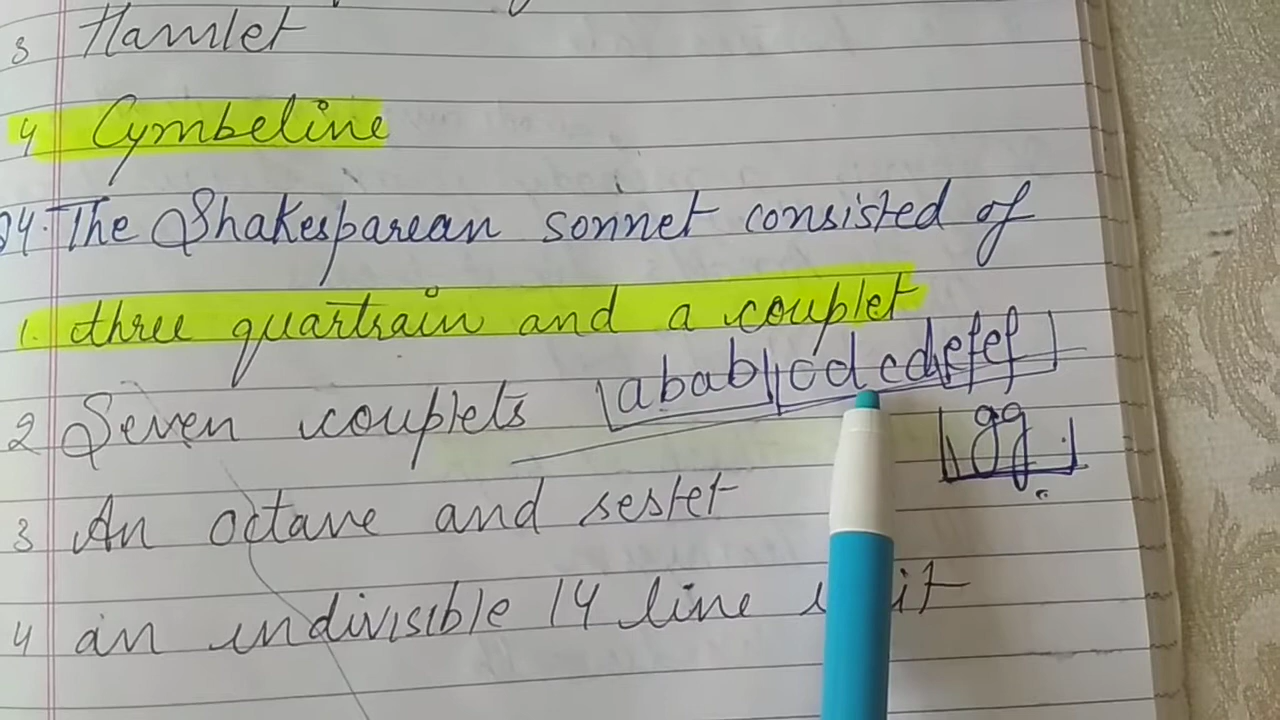 3 Hamlet
4 Cymbeline
24. The Shakesparean sonnet consisted of
1. three quartrain and a couplet
abab cdcd efef
2 Seven couplets
gg
3 An octave and sestet
4 an indivisible 14 line